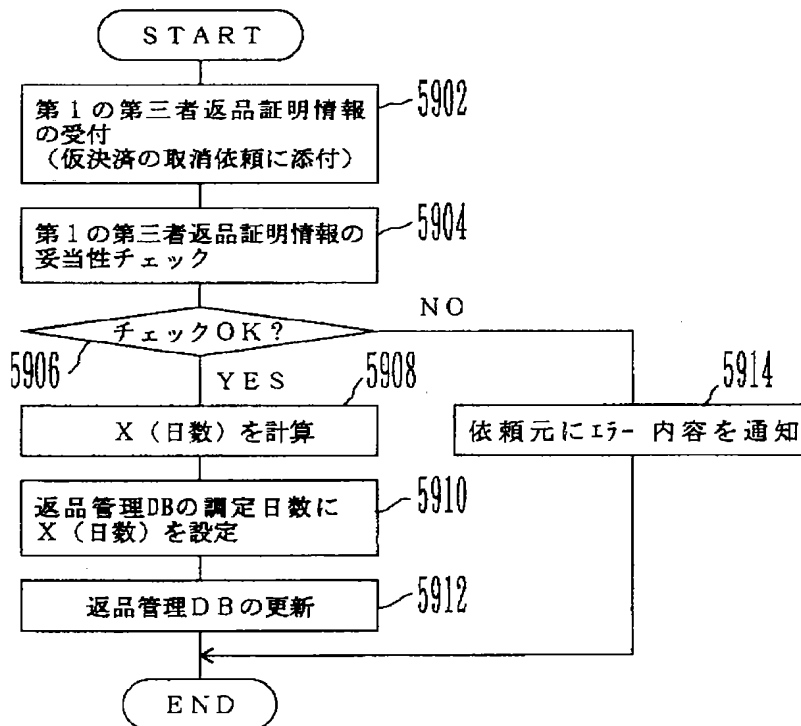 START
第1の第三者返品証明情報
の受付
(仮決済の取消依頼に添付)
5902
第1の第三者返品証明情報の
妥当性チェック
5904
チェックOK?
NO
5906
YES
5908
X(日数)を計算
5914
依頼元にエラー内容を通知
返品管理DBの調定日数に
X(日数)を設定
5910
返品管理DBの更新
5912
END